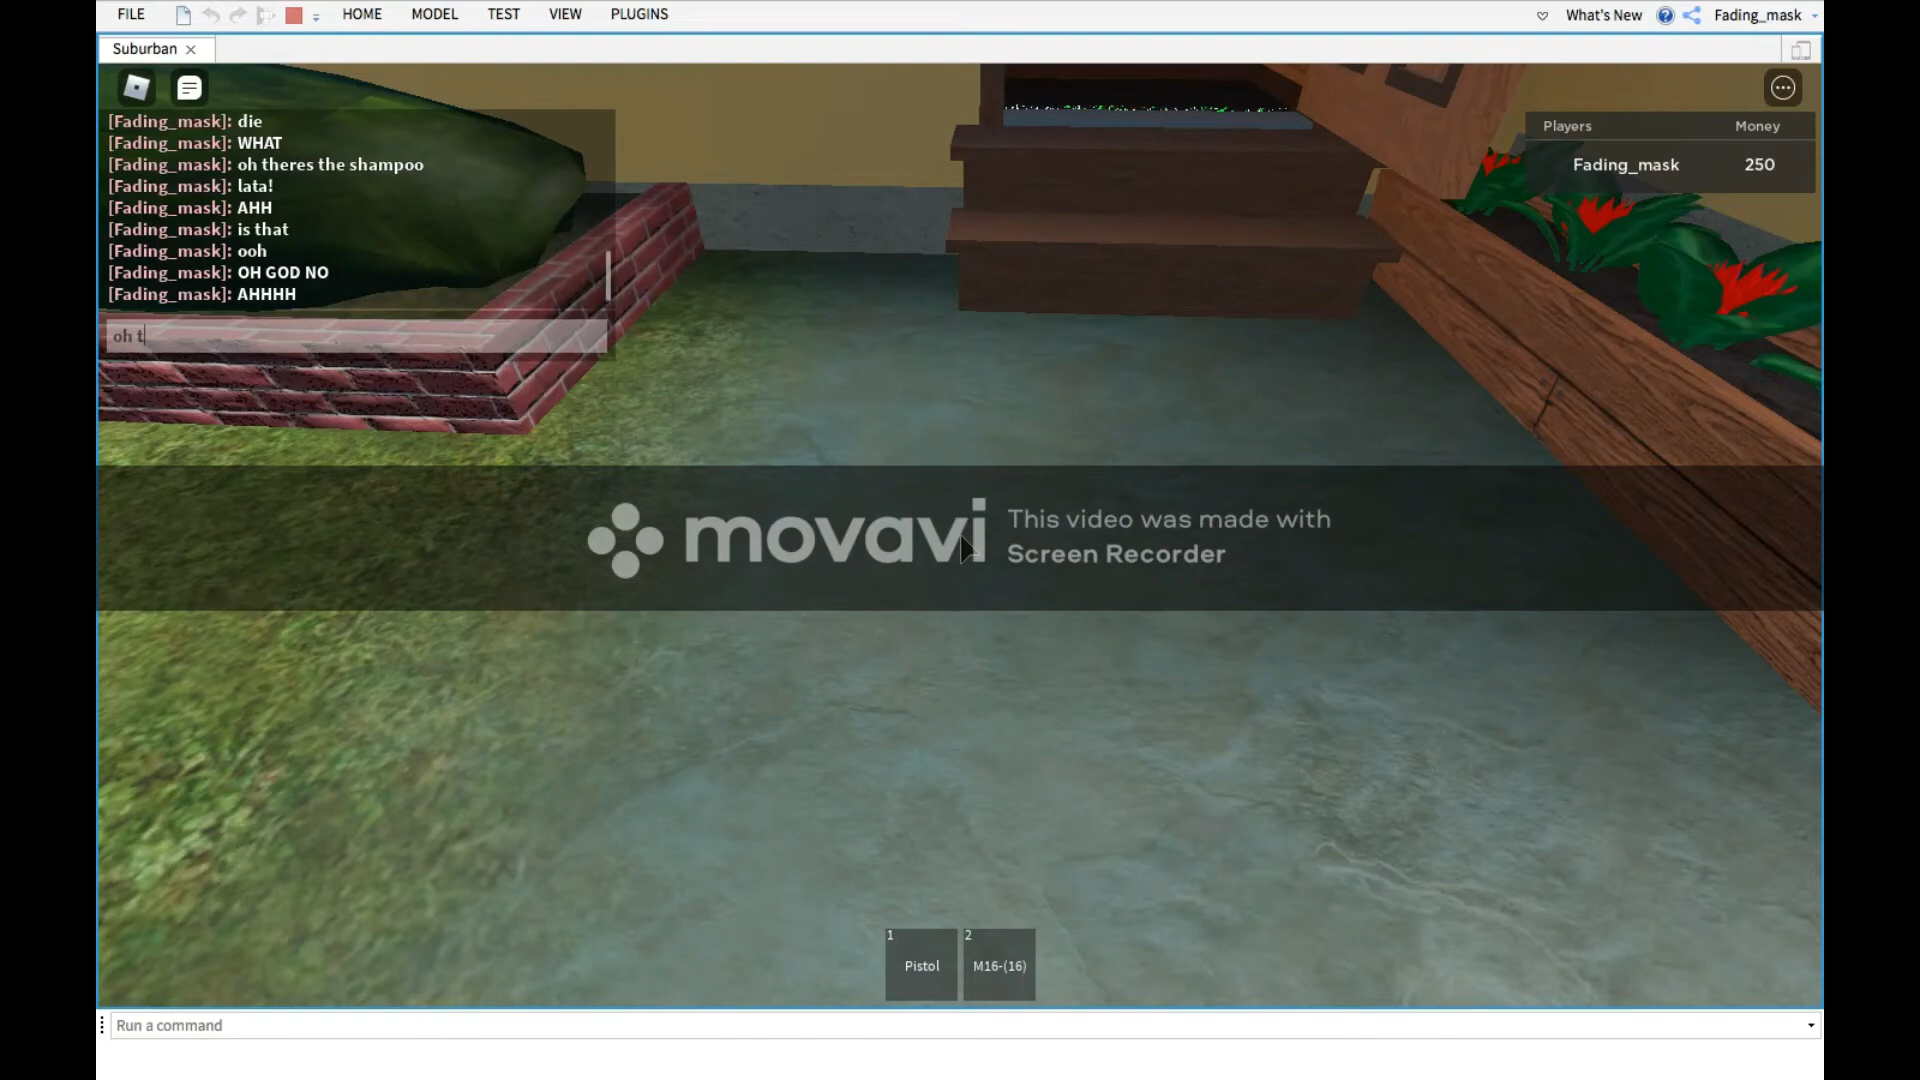 FILE HOME MODEL TEST VIEW PLUGINS What's New ? Fading_mask
Suburban
[Fading_mask]: die
[Fading_mask]: WHAT
[Fading_mask]: oh theres the shampoo
[Fading_mask]: lata!
[Fading_mask]: AHH
[Fading_mask]: is that
[Fading_mask]: ooh
[Fading_mask]: OH GOD NO
[Fading_mask]: AHHHH
oh t
Players Money
Fading_mask 250
movavi
This video was made with
Screen Recorder
1 2
Pistol M16-(16)
Run a command